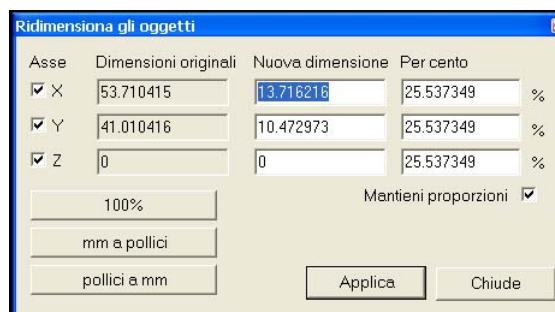 Ridimensiona gli oggetti
Asse Dimensioni originali Nuova dimensione Per cento
X 53.710415 13.716216 25.537349 %
Y 41.010416 10.472973 25.537349 %
Z 0 0 25.537349 %
100% Mantieni proporzioni
mm a pollici
pollici a mm Applica Chiude